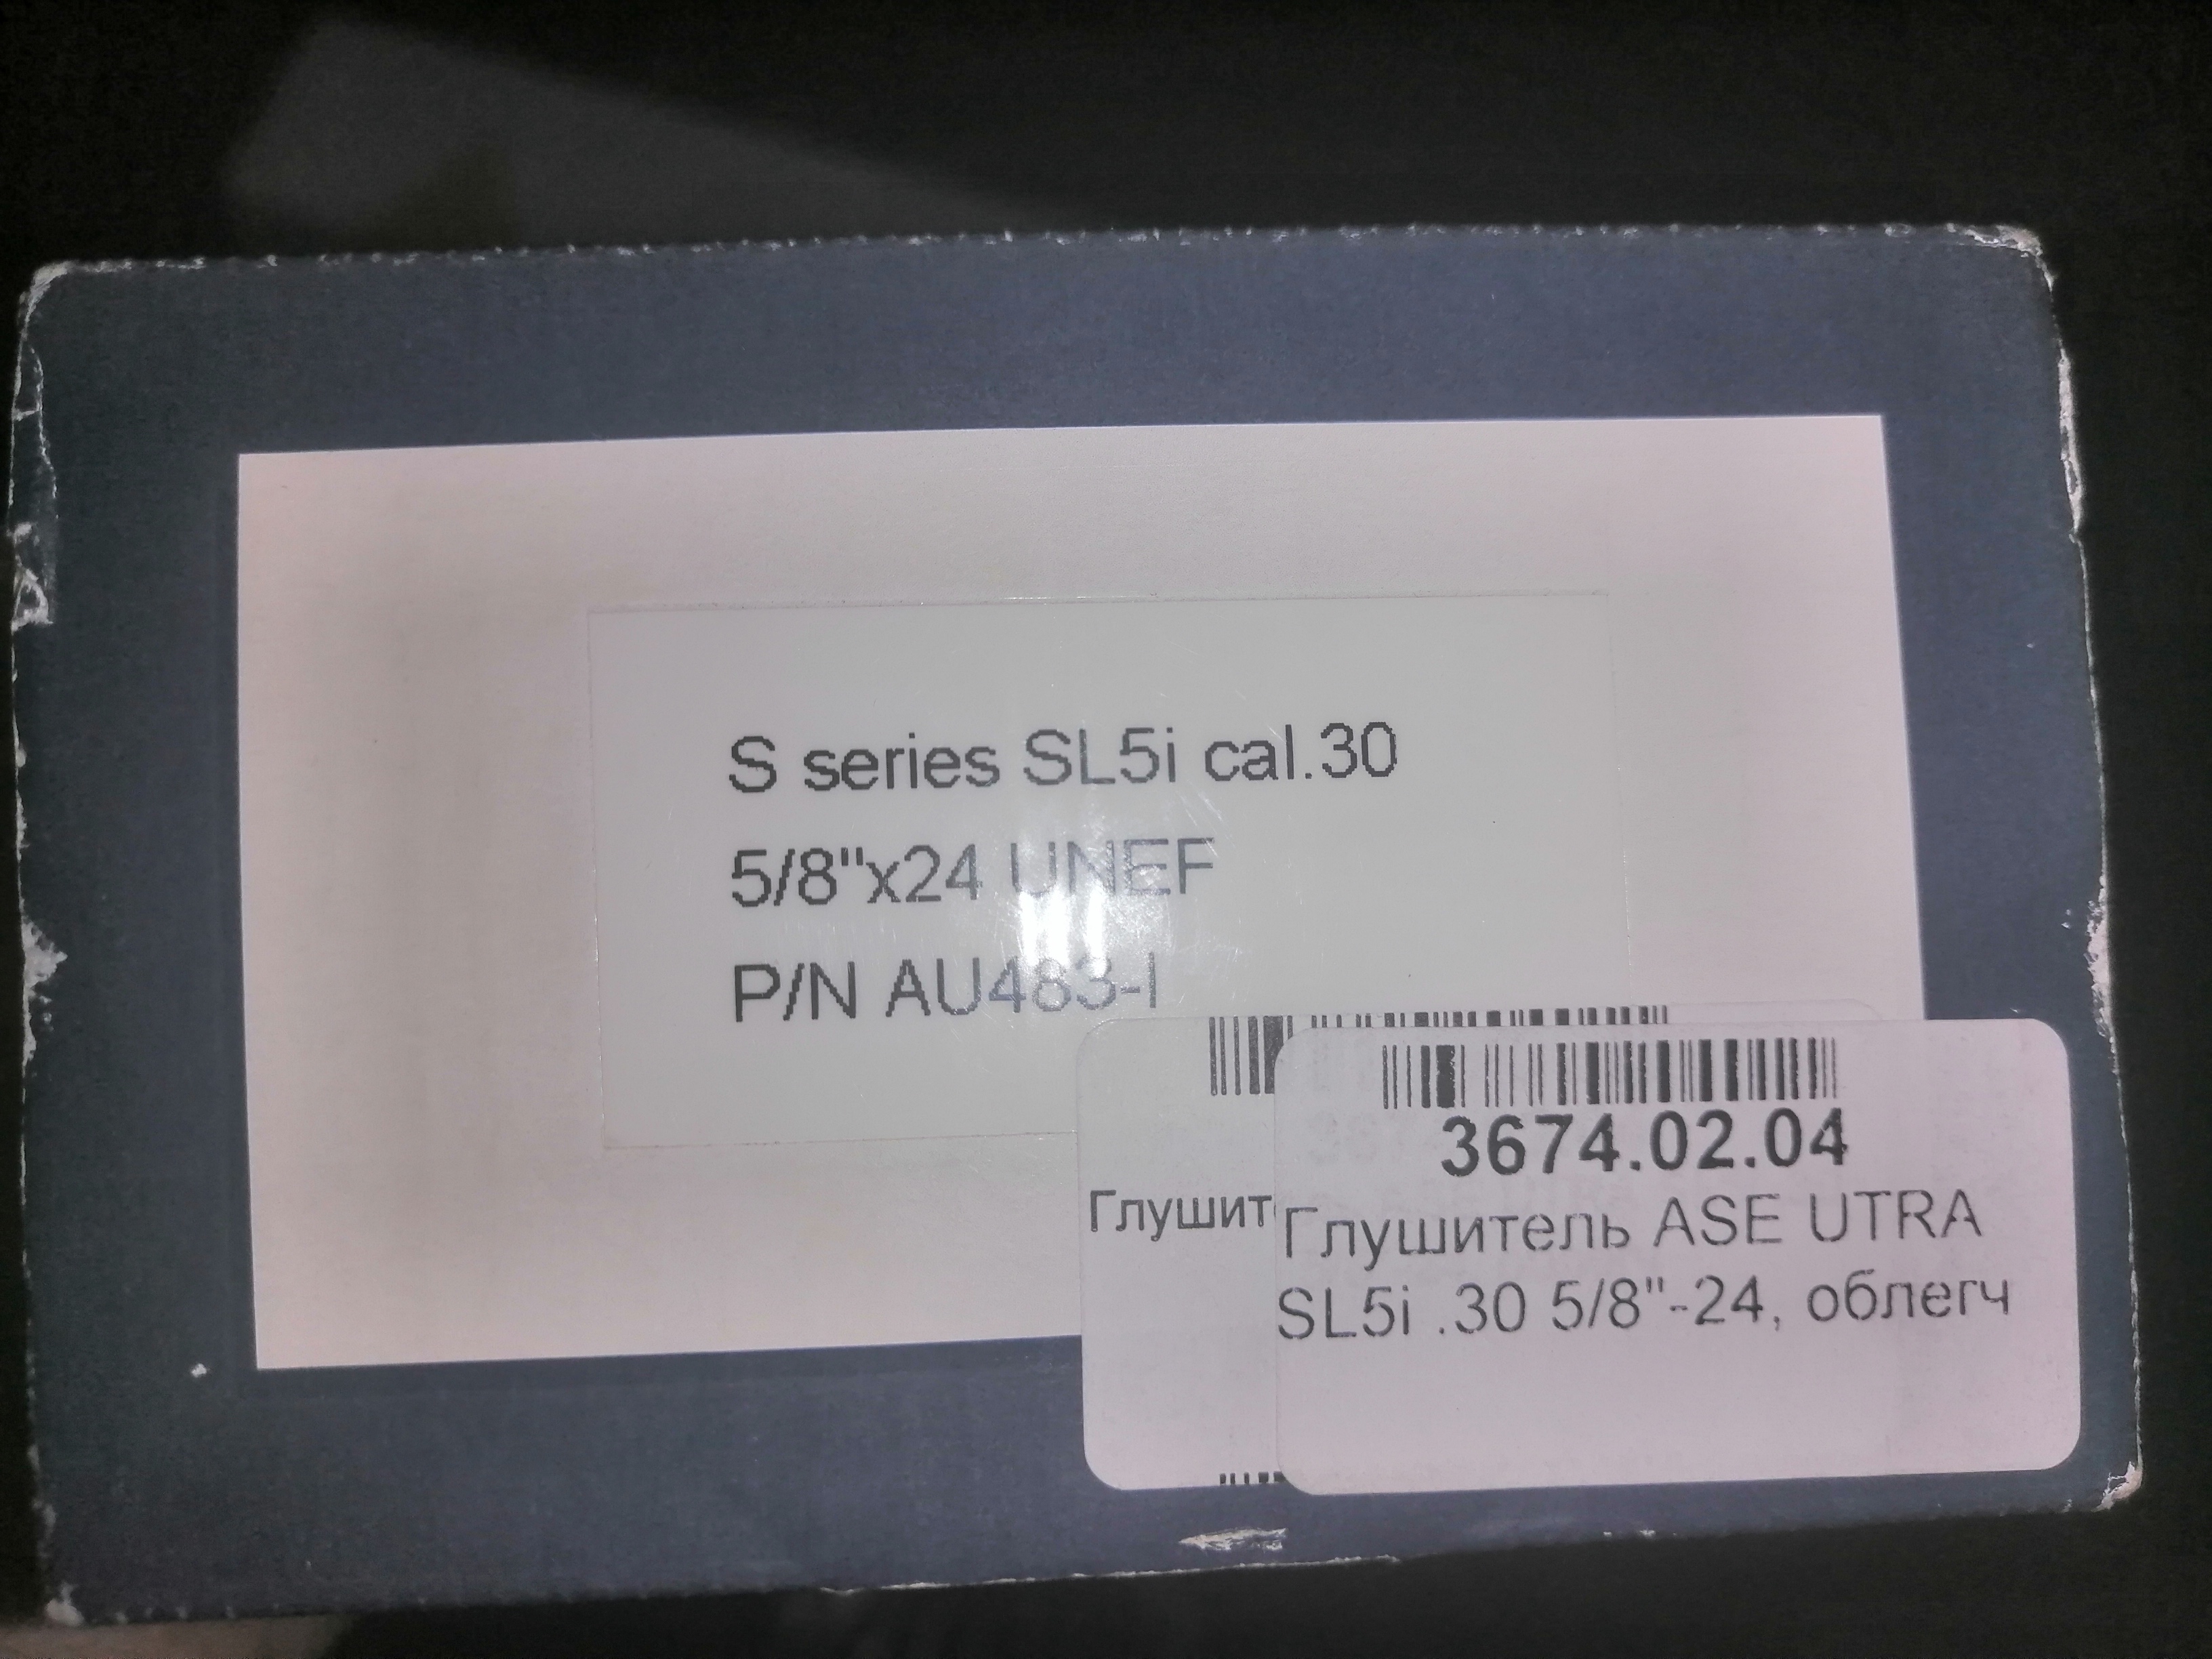 S series SL5i cal.30
5/8"x24 UNEF
P/N AU483-I
3674.02.04
Глушитель ASE UTRA
SL5i .30 5/8"-24, облегч